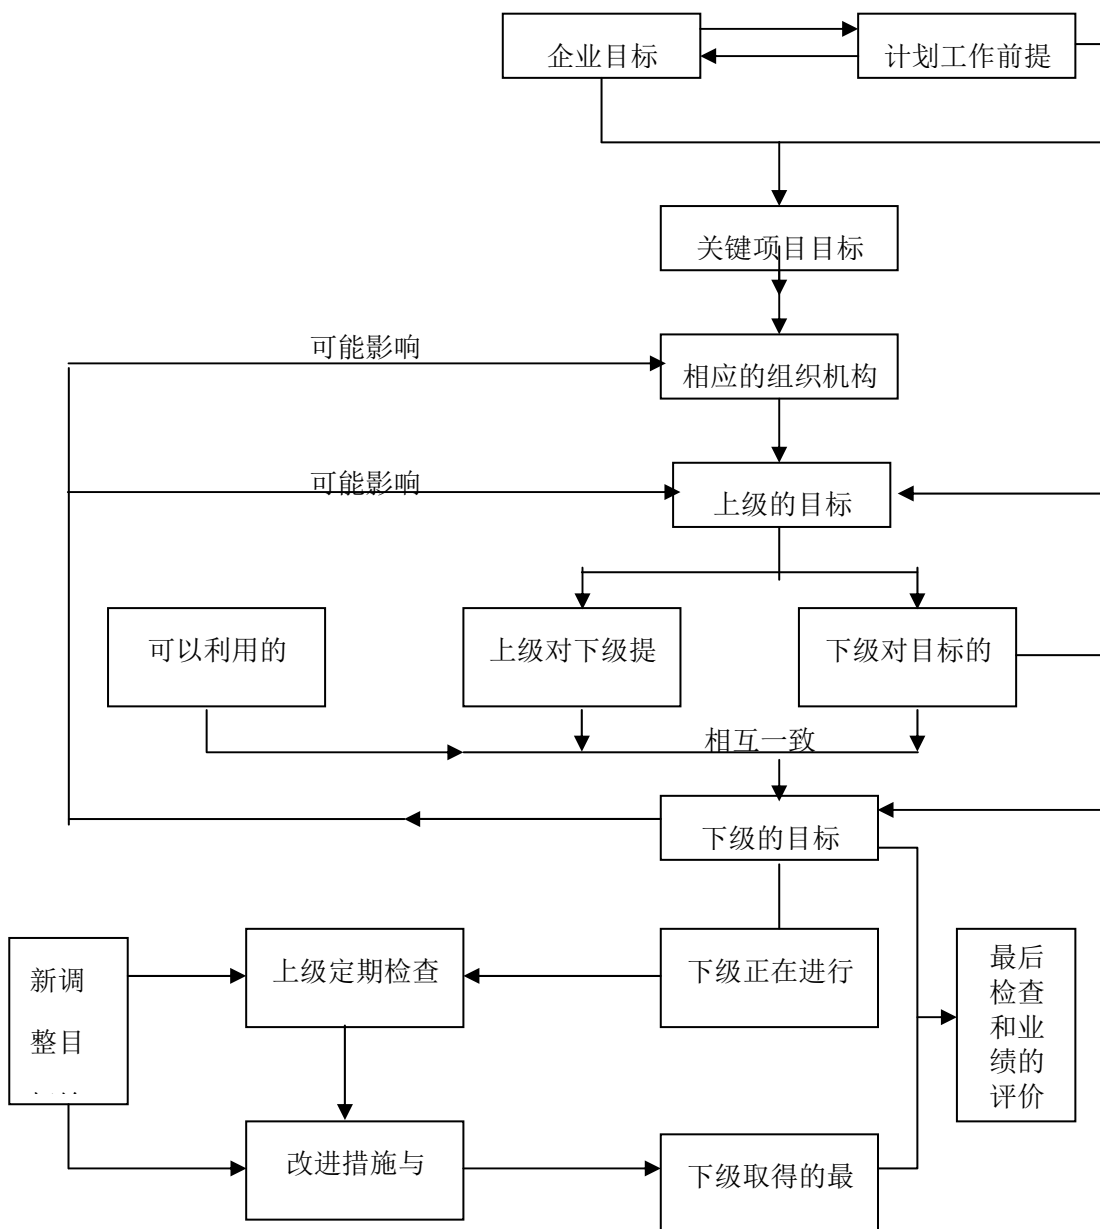 企业目标
计划工作前提
关键项目目标
可能影响
相应的组织机构
可能影响
上级的目标
可以利用的
上级对下级提
下级对目标的
相互一致
下级的目标
新调
整目
上级定期检查
下级正在进行
最后
检查
和业
绩的
评价
改进措施与
下级取得的最